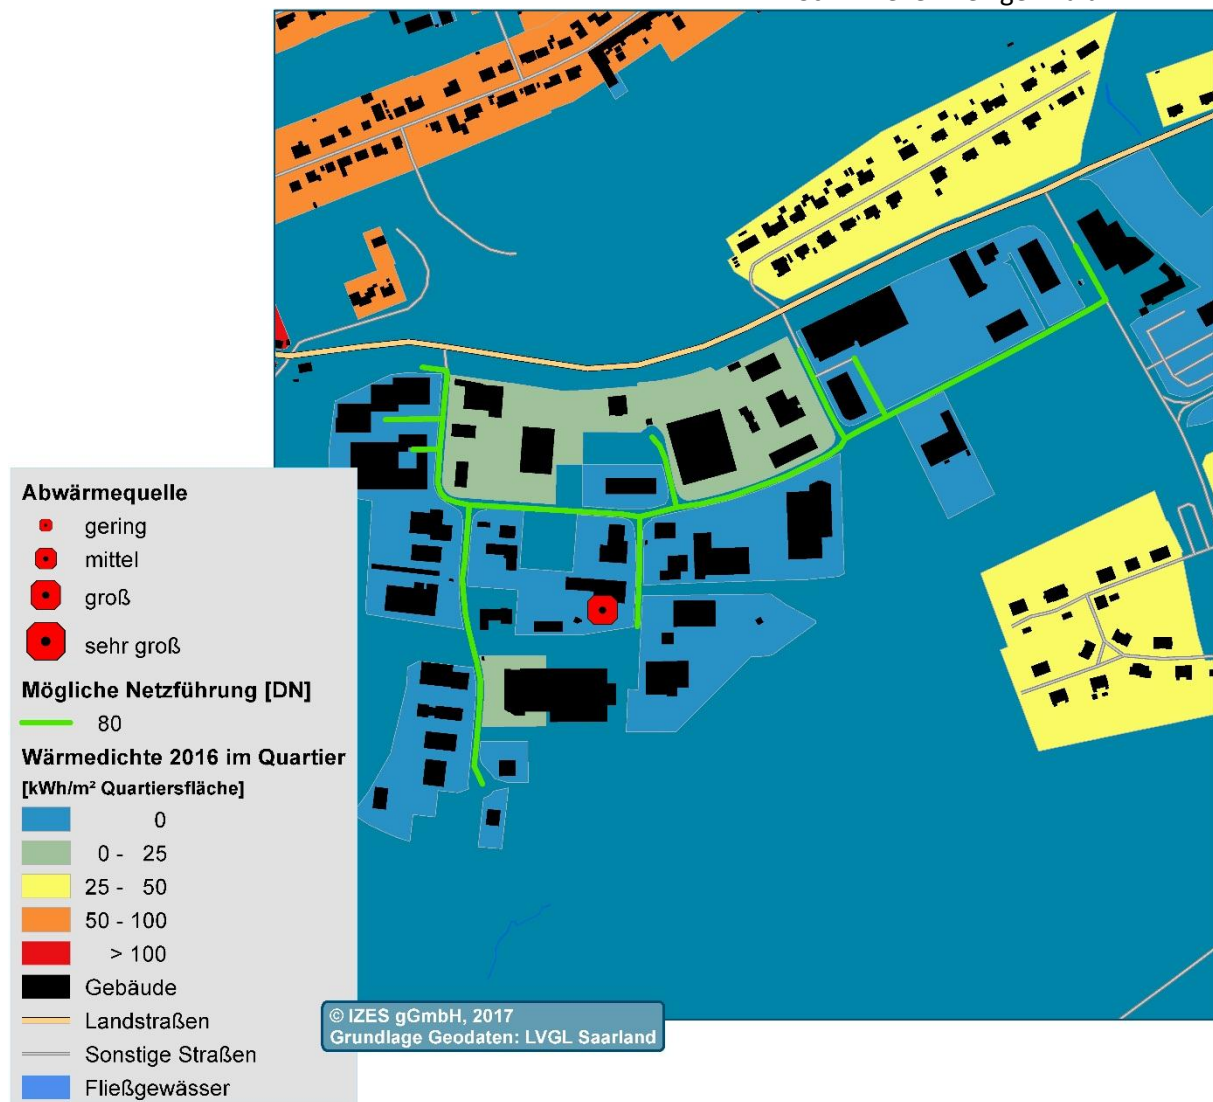 Abwärmequelle
gering
mittel
groß
sehr groß
Mögliche Netzführung [DN]
80
Wärmedichte 2016 im Quartier
[kWh/m² Quartiersfläche]
0
0 - 25
25 - 50
50 - 100
> 100
Gebäude
Landstraßen
Sonstige Straßen
Fließgewässer
© IZES gGmbH, 2017
Grundlage Geodaten: LVGL Saarland